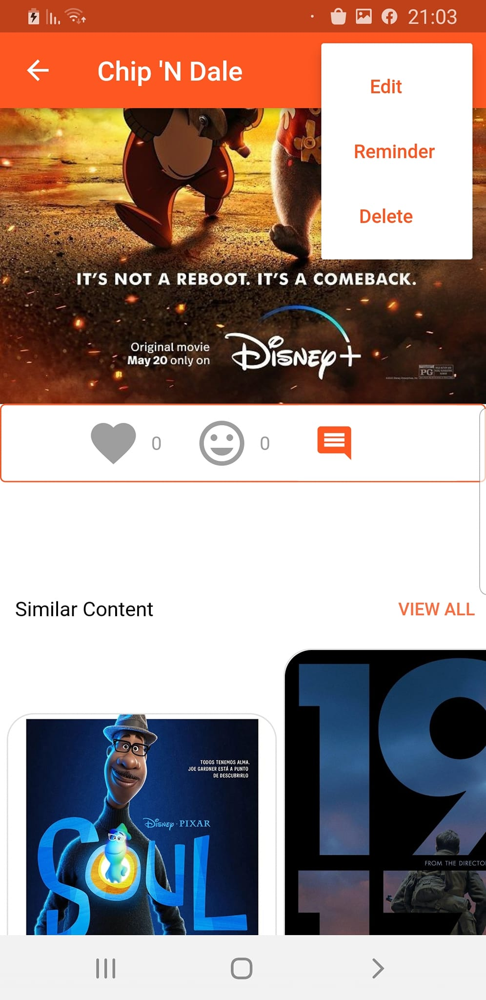 21:03
Chip 'N Dale
Edit
Reminder
Delete
IT'S NOT A REBOOT. IT'S A COMEBACK.
Original movie
May 20 only on
Disney+
PG
0
0
Similar Content
VIEW ALL
TODOS TENEMOS ALMA.
JOE GARDNER ESTÁ A PUNTO
DE DESCUBRIRLO
Disney · PIXAR
SOUL
19
FROM THE DIRECTO
17